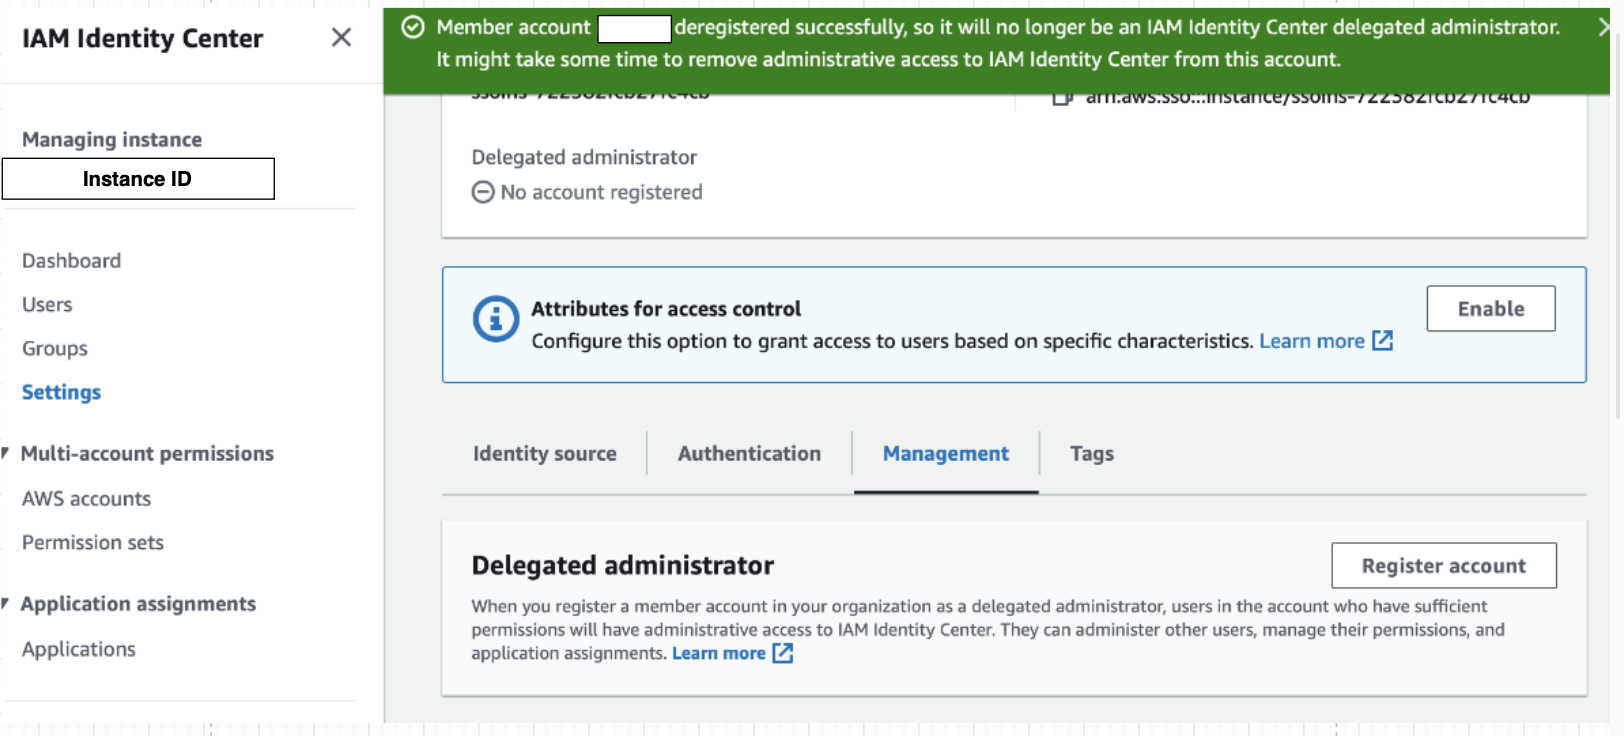 IAM Identity Center
Member account deregistered successfully, so it will no longer be an IAM Identity Center delegated administrator.
It might take some time to remove administrative access to IAM Identity Center from this account.
Managing instance
Instance ID
Dashboard
Users
Groups
Settings
Multi-account permissions
AWS accounts
Permission sets
Application assignments
Applications
ssoins-722382fcb27fc4cb
arn:aws:sso:::instance/ssoins-722382fcb27fc4cb
Delegated administrator
No account registered
Attributes for access control
Configure this option to grant access to users based on specific characteristics. Learn more
Enable
Identity source
Authentication
Management
Tags
Delegated administrator
Register account
When you register a member account in your organization as a delegated administrator, users in the account who have sufficient
permissions will have administrative access to IAM Identity Center. They can administer other users, manage their permissions, and
application assignments. Learn more